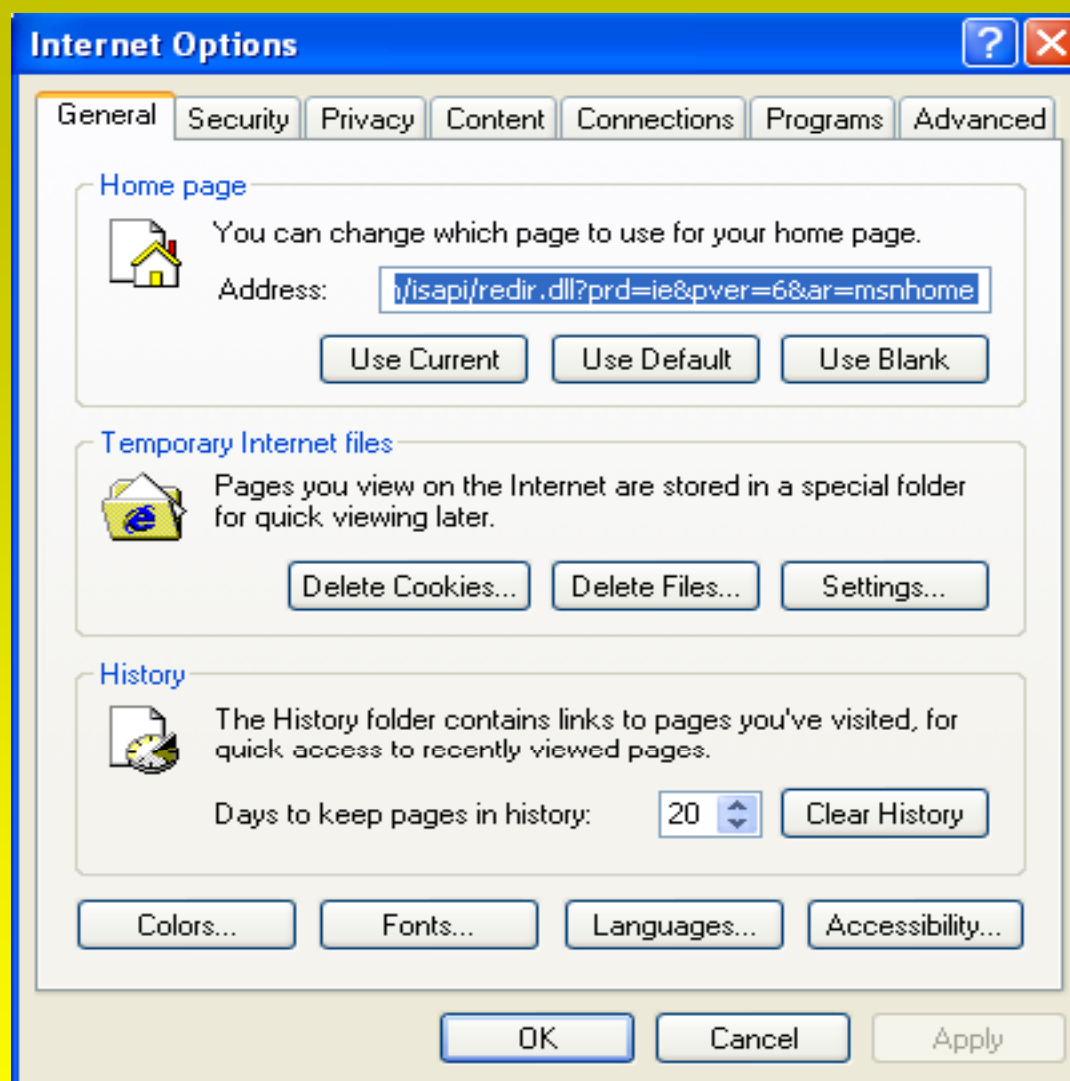 Internet Options
General Security Privacy Content Connections Programs Advanced
Home page
You can change which page to use for your home page.
Address: /isapi/redir.dll?prd=ie&pver=6&ar=msnhome
Use Current Use Default Use Blank
Temporary Internet files
Pages you view on the Internet are stored in a special folder
for quick viewing later.
Delete Cookies... Delete Files... Settings...
History
The History folder contains links to pages you've visited, for
quick access to recently viewed pages.
Days to keep pages in history: 20 Clear History
Colors... Fonts... Languages... Accessibility...
OK Cancel Apply